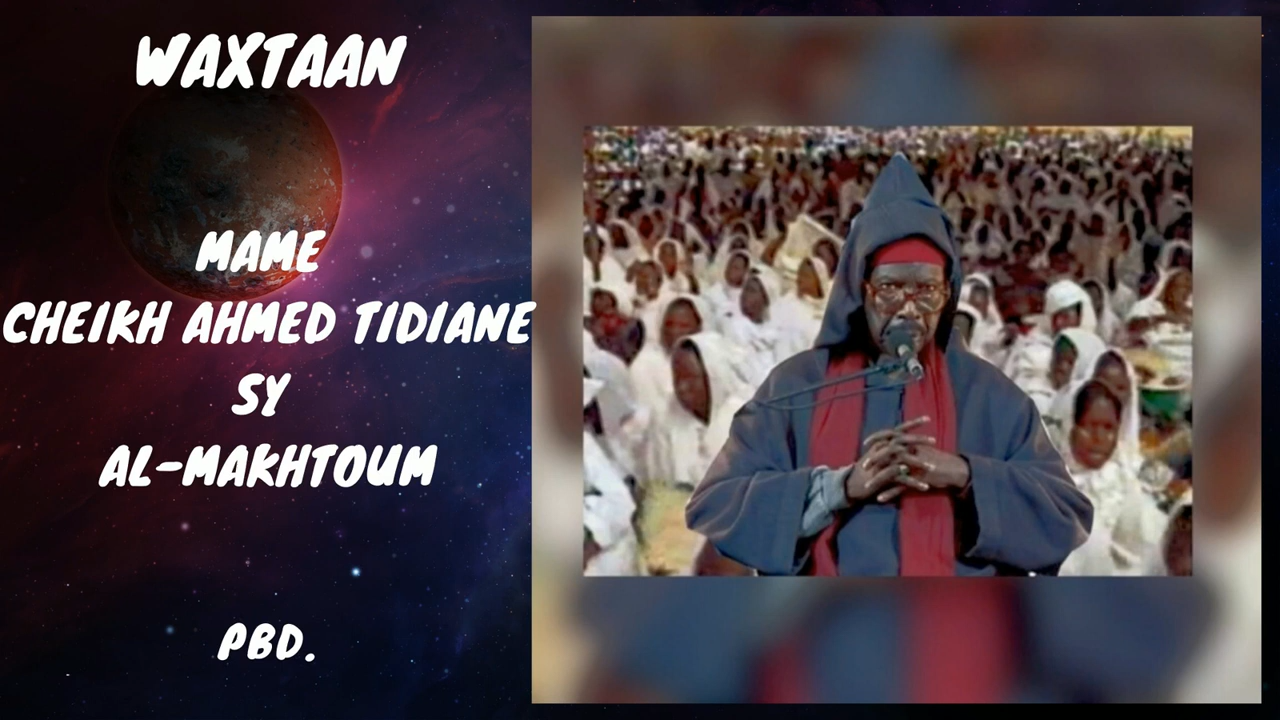 WAXTAAN
MAME
CHEIKH AHMED TIDIANE
SY
AL-MAKHTOUM
PBD.